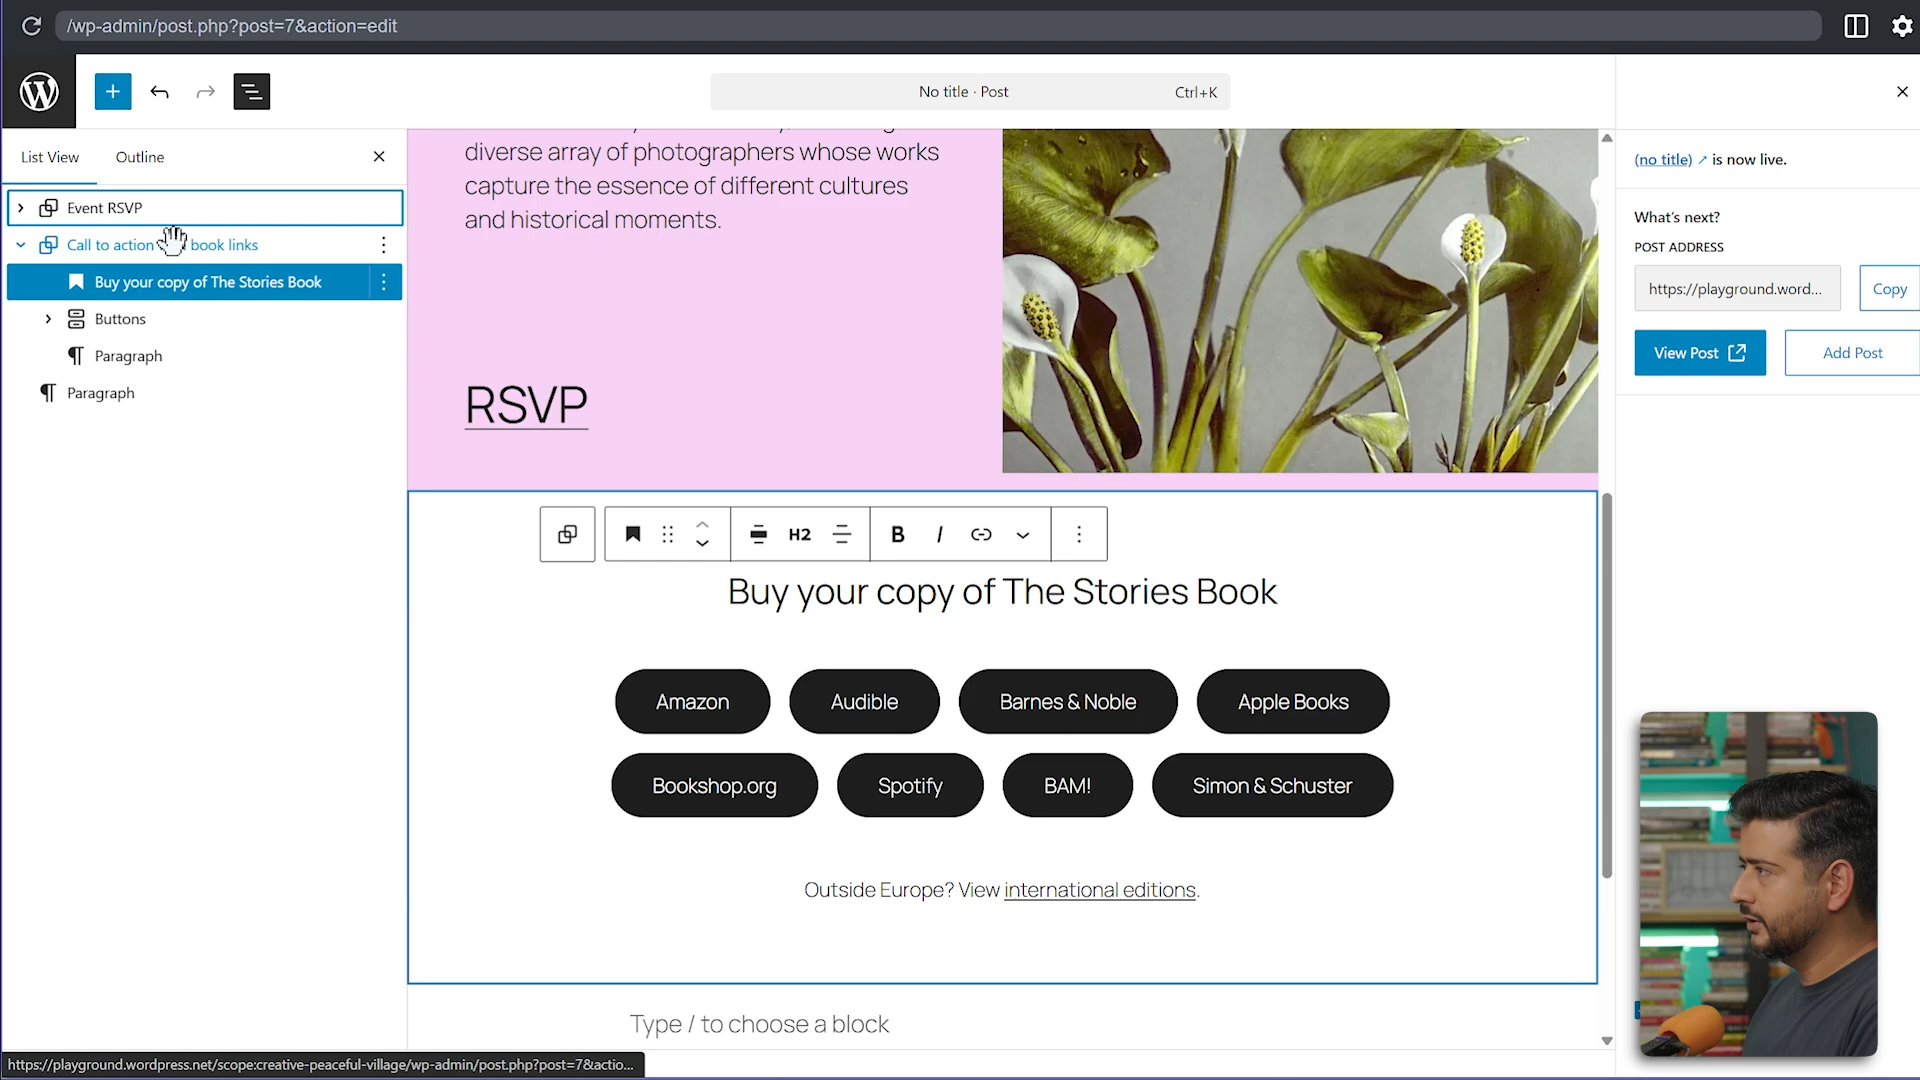 /wp-admin/post.php?post=7&action=edit
No title · Post Ctrl+K
List View Outline
Event RSVP
Call to action book links
Buy your copy of The Stories Book
Buttons
Paragraph
Paragraph
diverse array of photographers whose works
capture the essence of different cultures
and historical moments.
RSVP
H2 B I
Buy your copy of The Stories Book
Amazon Audible Barnes & Noble Apple Books
Bookshop.org Spotify BAM! Simon & Schuster
Outside Europe? View international editions.
Type / to choose a block
(no title) ↗ is now live.
What's next?
POST ADDRESS
https://playground.word... Copy
View Post Add Post
https://playground.wordpress.net/scope:creative-peaceful-village/wp-admin/post.php?post=7&actio...